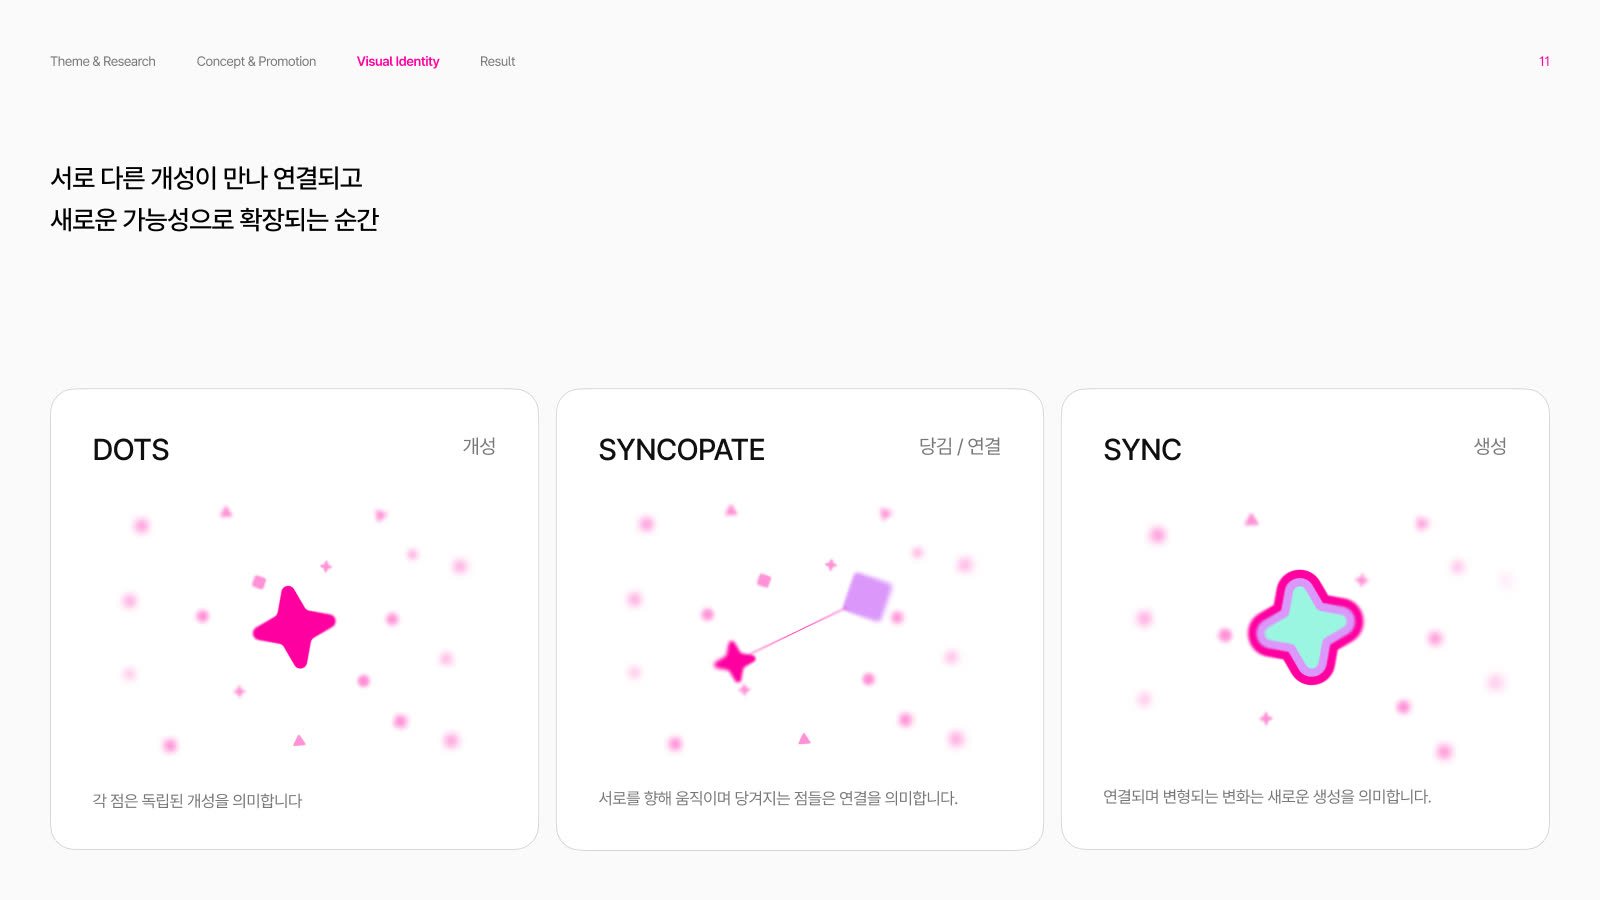 Theme & Research Concept & Promotion Visual Identity Result 11
서로 다른 개성이 만나 연결되고
새로운 가능성으로 확장되는 순간
DOTS 개성
각 점은 독립된 개성을 의미합니다
SYNCOPATE 당김 / 연결
서로를 향해 움직이며 당겨지는 점들은 연결을 의미합니다.
SYNC 생성
연결되며 변형되는 변화는 새로운 생성을 의미합니다.